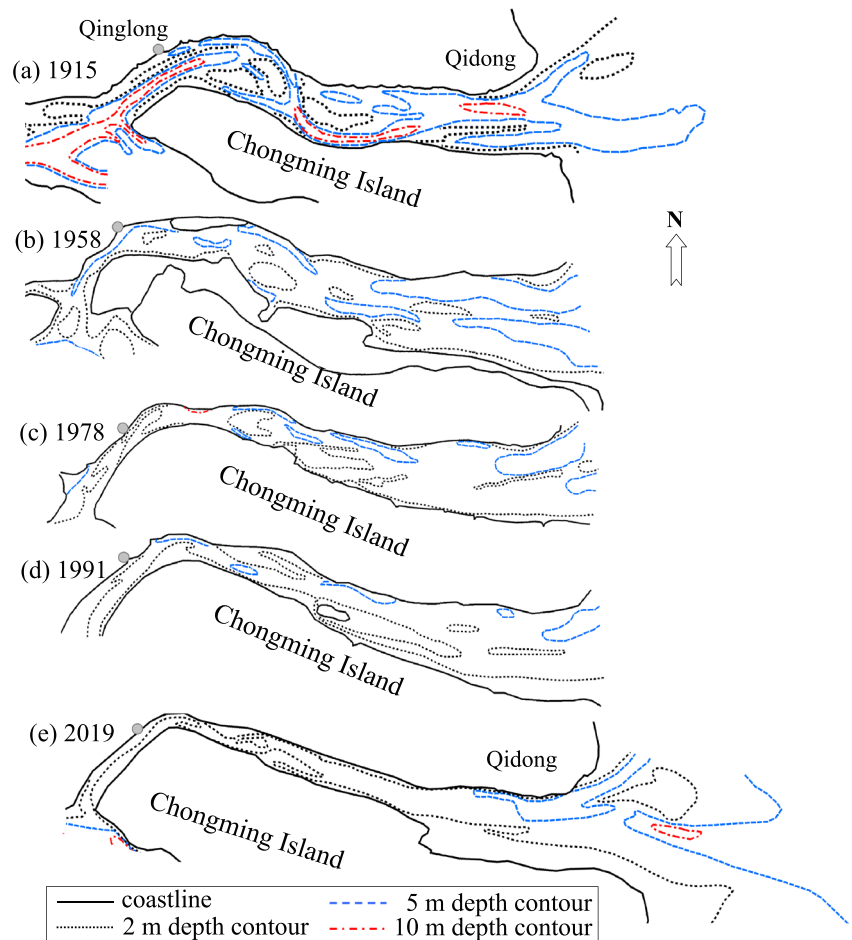 Qinglong
Qidong
(a) 1915
Chongming Island
N
(b) 1958
Chongming Island
(c) 1978
Chongming Island
(d) 1991
Chongming Island
(e) 2019
Qidong
Chongming Island
coastline
5 m depth contour
2 m depth contour
10 m depth contour